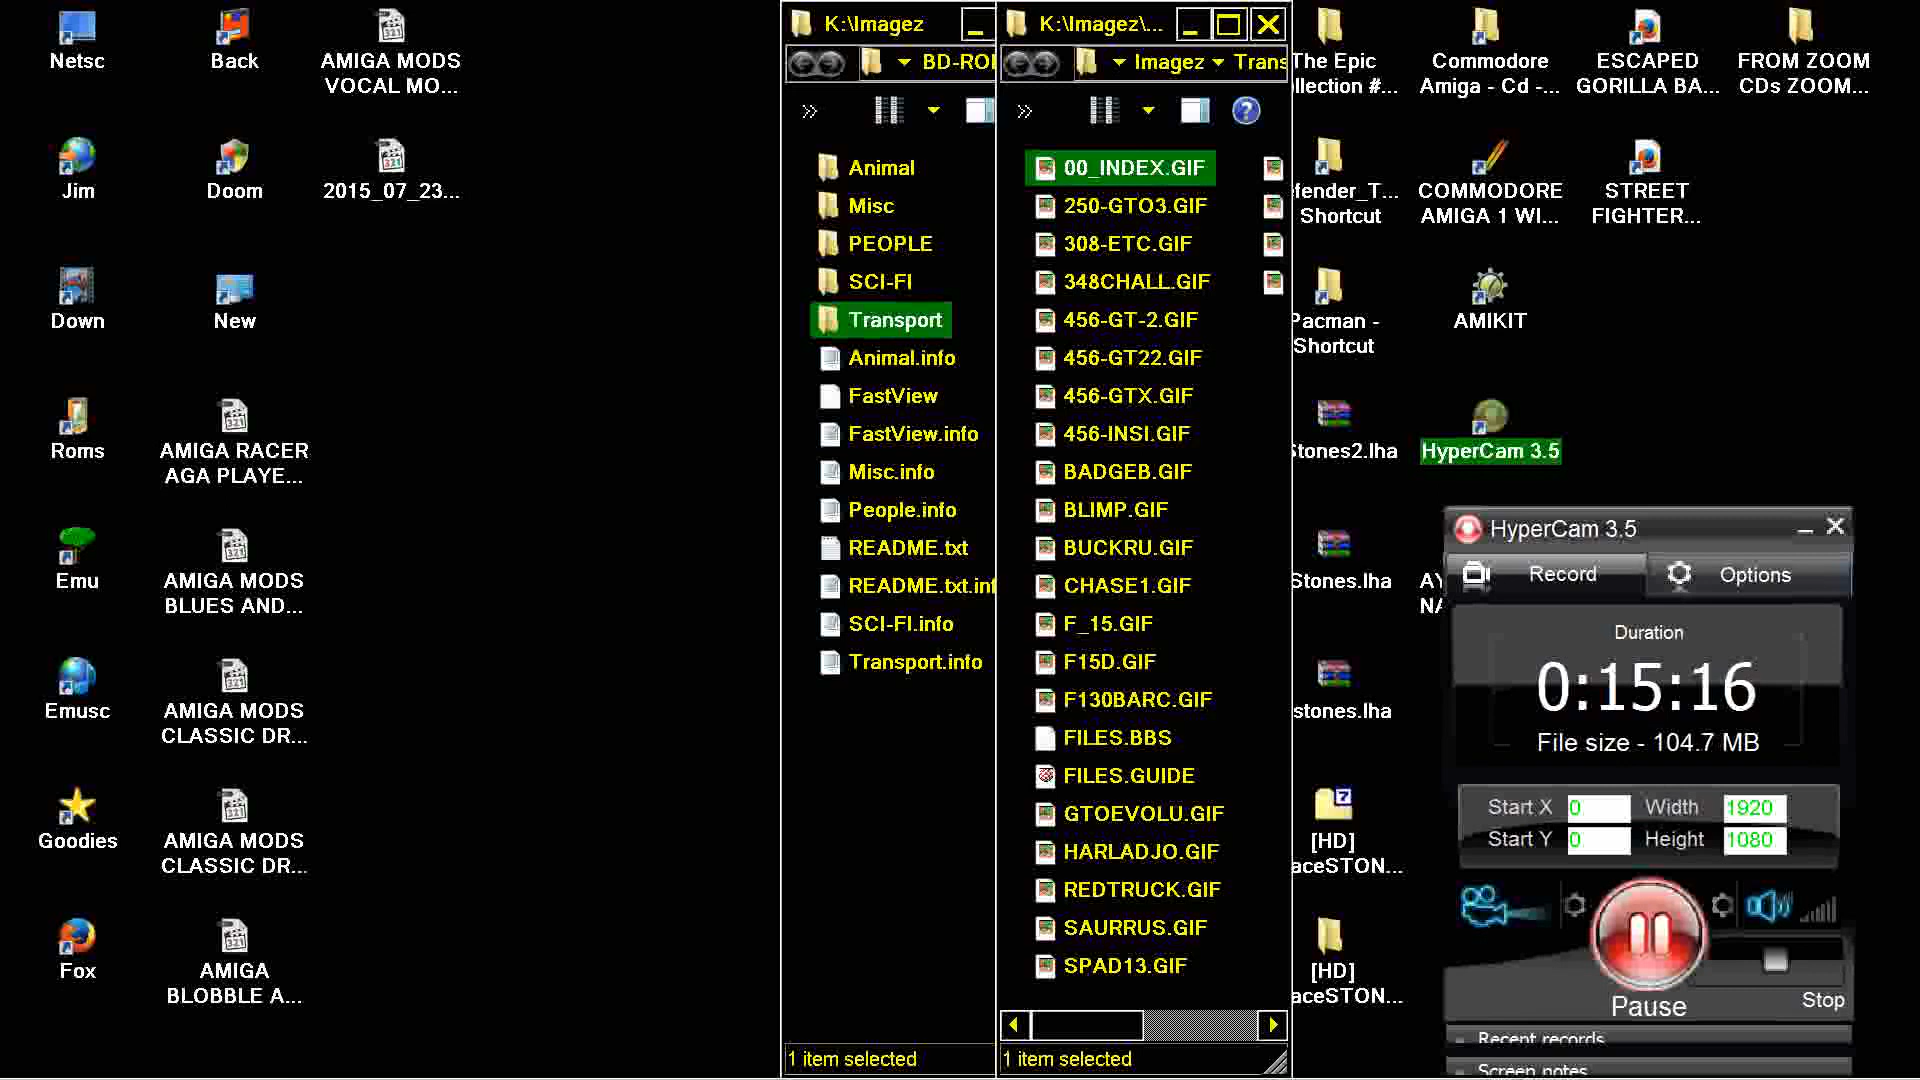 Netsc
Back
AMIGA MODS
VOCAL MO...
Jim
Doom
2015_07_23...
Down
New
Roms
AMIGA RACER
AGA PLAYE...
Emu
AMIGA MODS
BLUES AND...
Emusc
AMIGA MODS
CLASSIC DR...
Goodies
AMIGA MODS
CLASSIC DR...
Fox
AMIGA
BLOBBLE A...
K:\Imagez
BD-RO
Animal
Misc
PEOPLE
SCI-FI
Transport
Animal.info
FastView
FastView.info
Misc.info
People.info
README.txt
README.txt.inf
SCI-FI.info
Transport.info
1 item selected
K:\Imagez\...
Imagez Trans
00_INDEX.GIF
250-GTO3.GIF
308-ETC.GIF
348CHALL.GIF
456-GT-2.GIF
456-GT22.GIF
456-GTX.GIF
456-INSI.GIF
BADGEB.GIF
BLIMP.GIF
BUCKRU.GIF
CHASE1.GIF
F_15.GIF
F15D.GIF
F130BARC.GIF
FILES.BBS
FILES.GUIDE
GTOEVOLU.GIF
HARLADJO.GIF
REDTRUCK.GIF
SAURRUS.GIF
SPAD13.GIF
1 item selected
The Epic
llection #...
Commodore
Amiga - Cd -...
ESCAPED
GORILLA BA...
FROM ZOOM
CDs ZOOM...
efender_T...
Shortcut
COMMODORE
AMIGA 1 WI...
STREET
FIGHTER...
Pacman -
Shortcut
AMIKIT
Stones2.lha
HyperCam 3.5
Stones.lha
AY
NA
stones.lha
[HD]
aceSTON...
[HD]
aceSTON...
HyperCam 3.5
Record
Options
Duration
0:15:16
File size - 104.7 MB
Start X 0 Width 1920
Start Y 0 Height 1080
Pause
Stop
Recent records
Screen notes